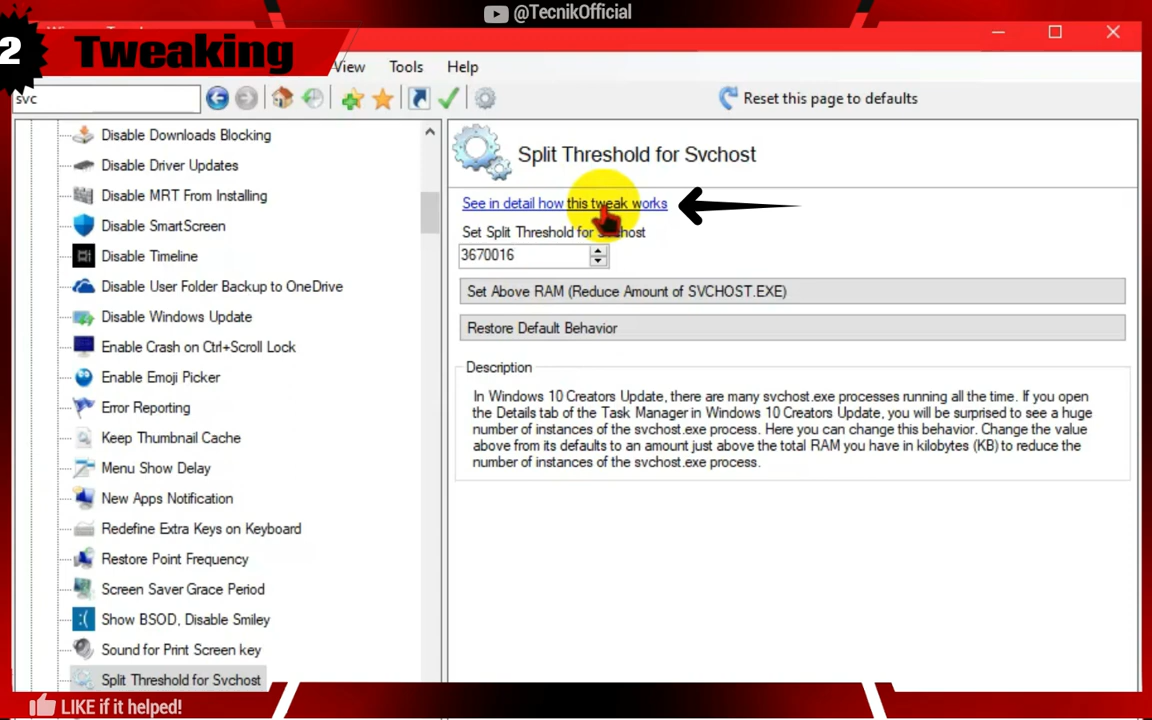 @TecnikOfficial
2 Tweaking
View Tools Help
svc
Reset this page to defaults
Disable Downloads Blocking
Disable Driver Updates
Disable MRT From Installing
Disable SmartScreen
Disable Timeline
Disable User Folder Backup to OneDrive
Disable Windows Update
Enable Crash on Ctrl+Scroll Lock
Enable Emoji Picker
Error Reporting
Keep Thumbnail Cache
Menu Show Delay
New Apps Notification
Redefine Extra Keys on Keyboard
Restore Point Frequency
Screen Saver Grace Period
Show BSOD, Disable Smiley
Sound for Print Screen key
Split Threshold for Svchost
Split Threshold for Svchost
See in detail how this tweak works
Set Split Threshold for Svchost
3670016
Set Above RAM (Reduce Amount of SVCHOST.EXE)
Restore Default Behavior
Description
In Windows 10 Creators Update, there are many svchost.exe processes running all the time. If you open
the Details tab of the Task Manager in Windows 10 Creators Update, you will be surprised to see a huge
number of instances of the svchost.exe process. Here you can change this behavior. Change the value
above from its defaults to an amount just above the total RAM you have in kilobytes (KB) to reduce the
number of instances of the svchost.exe process.
LIKE if it helped!